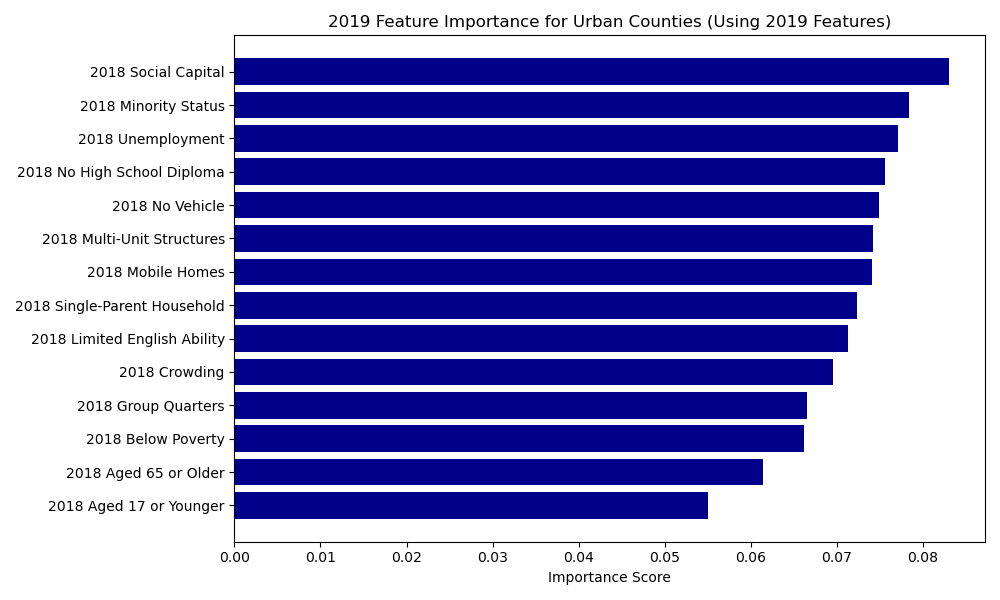 2019 Feature Importance for Urban Counties (Using 2019 Features)
2018 Social Capital
2018 Minority Status
2018 Unemployment
2018 No High School Diploma
2018 No Vehicle
2018 Multi-Unit Structures
2018 Mobile Homes
2018 Single-Parent Household
2018 Limited English Ability
2018 Crowding
2018 Group Quarters
2018 Below Poverty
2018 Aged 65 or Older
2018 Aged 17 or Younger
0.00 0.01 0.02 0.03 0.04 0.05 0.06 0.07 0.08
Importance Score